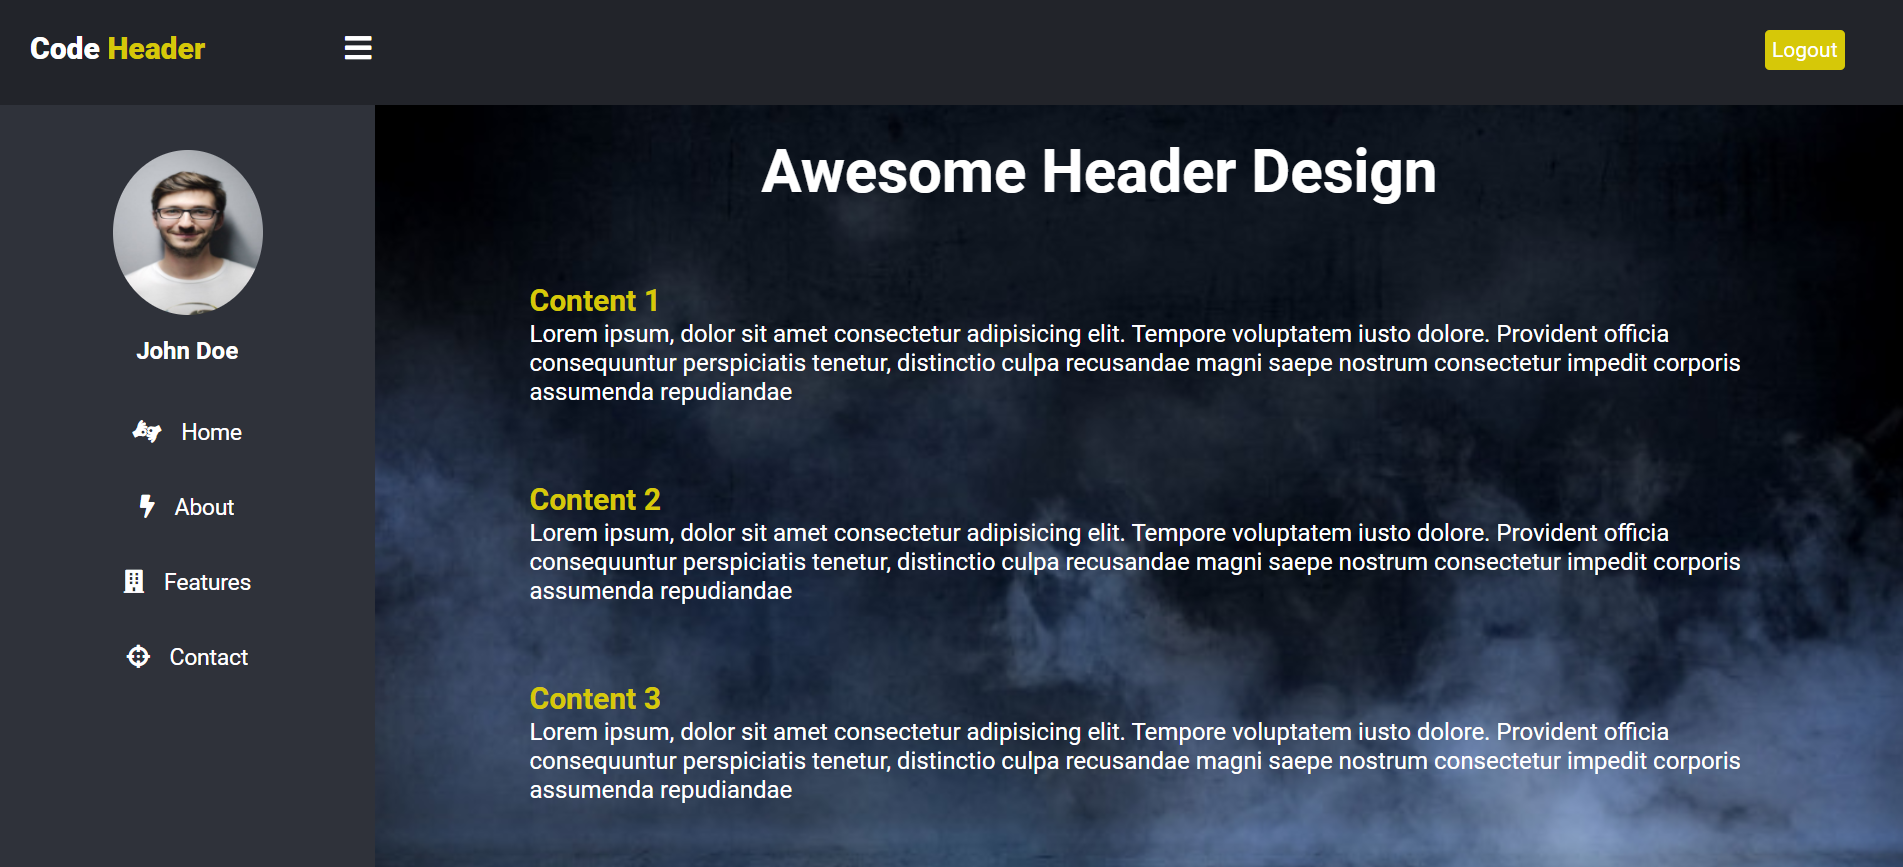 Code Header
Logout
John Doe
Home
About
Features
Contact
Awesome Header Design
Content 1
Lorem ipsum, dolor sit amet consectetur adipisicing elit. Tempore voluptatem iusto dolore. Provident officia
consequuntur perspiciatis tenetur, distinctio culpa recusandae magni saepe nostrum consectetur impedit corporis
assumenda repudiandae
Content 2
Lorem ipsum, dolor sit amet consectetur adipisicing elit. Tempore voluptatem iusto dolore. Provident officia
consequuntur perspiciatis tenetur, distinctio culpa recusandae magni saepe nostrum consectetur impedit corporis
assumenda repudiandae
Content 3
Lorem ipsum, dolor sit amet consectetur adipisicing elit. Tempore voluptatem iusto dolore. Provident officia
consequuntur perspiciatis tenetur, distinctio culpa recusandae magni saepe nostrum consectetur impedit corporis
assumenda repudiandae